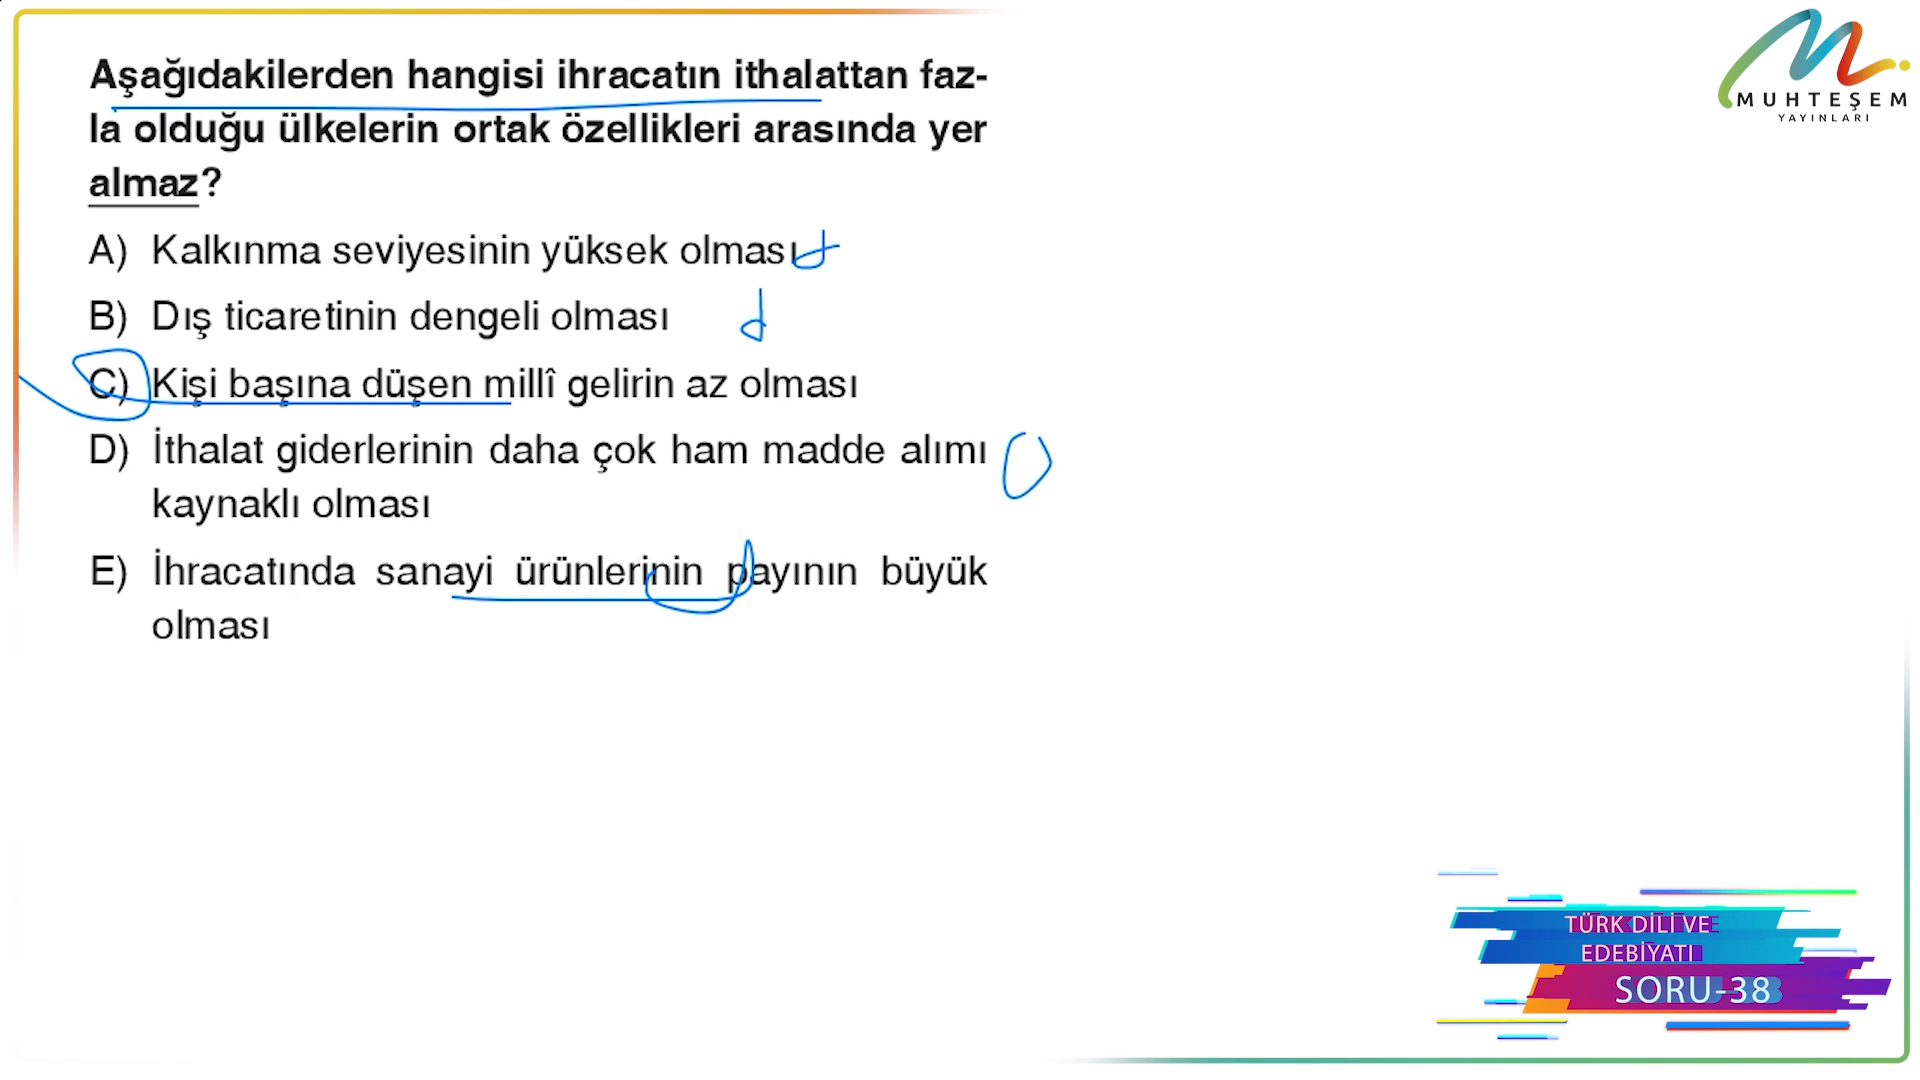 Aşağıdakilerden hangisi ihracatın ithalattan faz-
la olduğu ülkelerin ortak özellikleri arasında yer
almaz?
A) Kalkınma seviyesinin yüksek olması
B) Dış ticaretinin dengeli olması
C) Kişi başına düşen millî gelirin az olması
D) İthalat giderlerinin daha çok ham madde alımı
kaynaklı olması
E) İhracatında sanayi ürünlerinin payının büyük
olması
MUHTEŞEM
YAYINLARI
TÜRK DİLİ VE
EDEBİYATI
SORU-38